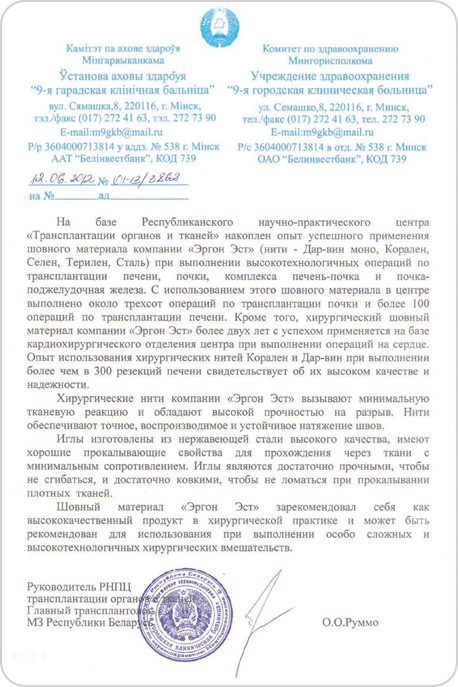 Камітэт па ахове здароўя
Мінгарвыканкама
Ўстанова аховы здароўя
“9-я гарадская клінічная бальніца”
вул. Сямашка,8, 220116, г. Мінск,
тэл./факс (017) 272 41 63, тэл. 272 73 90
E-mail:m9gkb@mail.ru
Р/р 3604000713814 у аддз. № 538 г. Мінск
ААТ “Белінвестбанк”, КОД 739
Комитет по здравоохранению
Мингорисполкома
Учреждение здравоохранения
“9-я городская клиническая больница”
ул. Семашко,8, 220116, г. Минск,
тел./факс (017) 272 41 63, тел. 272 73 90
E-mail:m9gkb@mail.ru
Р/с 3604000713814 в отд. № 538 г. Минск
ОАО “Белинвестбанк”, КОД 739
12.06.2012 № 01-12/2862
на № ад
На базе Республиканского научно-практического центра
«Трансплантации органов и тканей» накоплен опыт успешного применения
шовного материала компании «Эргон Эст» (нити - Дар-вин моно, Корален,
Селен, Терилен, Сталь) при выполнении высокотехнологичных операций по
трансплантации печени, почки, комплекса печень-почка и почка-
поджелудочная железа. С использованием этого шовного материала в центре
выполнено около трехсот операций по трансплантации почки и более 100
операций по трансплантации печени. Кроме того, хирургический шовный
материал компании «Эргон Эст» более двух лет с успехом применяется на базе
кардиохирургического отделения центра при выполнении операций на сердце.
Опыт использования хирургических нитей Корален и Дар-вин при выполнении
более чем в 300 резекций печени свидетельствует об их высоком качестве и
надежности.
Хирургические нити компании «Эргон Эст» вызывают минимальную
тканевую реакцию и обладают высокой прочностью на разрыв. Нити
обеспечивают точное, воспроизводимое и устойчивое натяжение швов.
Иглы изготовлены из нержавеющей стали высокого качества, имеют
хорошие прокалывающие свойства для прохождения через ткани с
минимальным сопротивлением. Иглы являются достаточно прочными, чтобы
не сгибаться, и достаточно ковкими, чтобы не ломаться при прокалывании
плотных тканей.
Шовный материал «Эргон Эст» зарекомендовал себя как
высококачественный продукт в хирургической практике и может быть
рекомендован для использования при выполнении особо сложных и
высокотехнологичных хирургических вмешательств.
Руководитель РНПЦ
трансплантации органов и тканей
Главный трансплантолог
МЗ Республики Беларусь О.О.Руммо